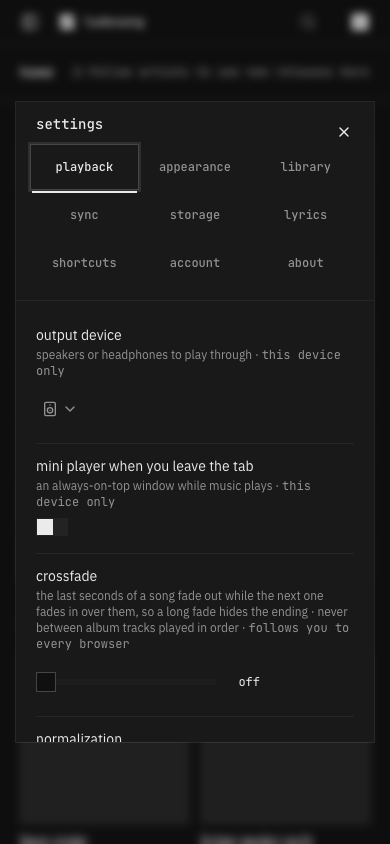 settings
playback
appearance
library
sync
storage
lyrics
shortcuts
account
about
output device
speakers or headphones to play through · this device
only
mini player when you leave the tab
an always-on-top window while music plays · this
device only
crossfade
the last seconds of a song fade out while the next one
fades in over them, so a long fade hides the ending · never
between album tracks played in order · follows you to
every browser
off
normalization